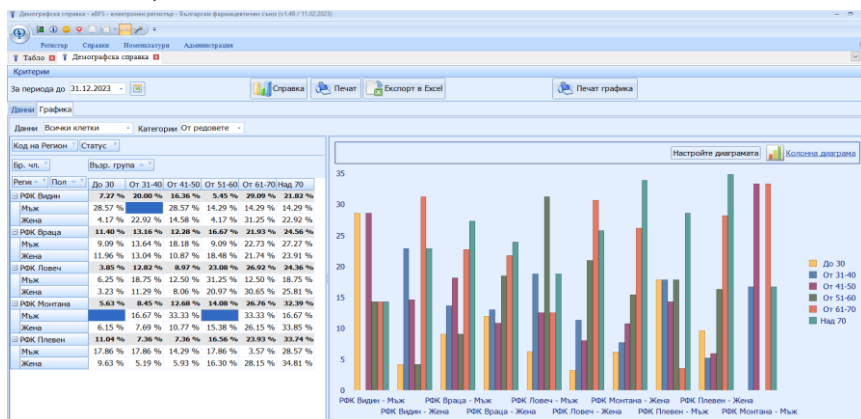 Демографска справка - eBFS - електронен регистър - Български фармацевтичен съюз (v1.48 / 11.02.2023)
Регистър Справки Номенклатури Администрация
Табло Демографска справка
Критерии
За периода до 31.12.2023 Справка Печат Експорт в Excel Печат графика
Данни Графика
Данни Всички клетки Категории От редовете
Код на Регион Статус
Настройте диаграмата Колонна диаграма
Бр. чл. Възр. група
Реги Пол До 30 От 31-40 От 41-50 От 51-60 От 61-70 Над 70
РФК Видин 7.27 % 20.00 % 16.36 % 5.45 % 29.09 % 21.82 %
Мъж 28.57 % 28.57 % 14.29 % 14.29 % 14.29 %
Жена 4.17 % 22.92 % 14.58 % 4.17 % 31.25 % 22.92 %
РФК Враца 11.40 % 13.16 % 12.28 % 16.67 % 21.93 % 24.56 %
Мъж 9.09 % 13.64 % 18.18 % 9.09 % 22.73 % 27.27 %
Жена 11.96 % 13.04 % 10.87 % 18.48 % 21.74 % 23.91 %
РФК Ловеч 3.85 % 12.82 % 8.97 % 23.08 % 26.92 % 24.36 %
Мъж 6.25 % 18.75 % 12.50 % 31.25 % 12.50 % 18.75 %
Жена 3.23 % 11.29 % 8.06 % 20.97 % 30.65 % 25.81 %
РФК Монтана 5.63 % 8.45 % 12.68 % 14.08 % 26.76 % 32.39 %
Мъж 16.67 % 33.33 % 33.33 % 16.67 %
Жена 6.15 % 7.69 % 10.77 % 15.38 % 26.15 % 33.85 %
РФК Плевен 11.04 % 7.36 % 7.36 % 16.56 % 23.93 % 33.74 %
Мъж 17.86 % 17.86 % 14.29 % 17.86 % 3.57 % 28.57 %
Жена 9.63 % 5.19 % 5.93 % 16.30 % 28.15 % 34.81 %
35
30
25
20
15
10
5
0
До 30
От 31-40
От 41-50
От 51-60
От 61-70
Над 70
РФК Видин - Мъж РФК Враца - Мъж РФК Ловеч - Мъж РФК Монтана - Жена РФК Плевен - Жена
РФК Видин - Жена РФК Враца - Жена РФК Ловеч - Жена РФК Плевен - Мъж РФК Монтана - Мъж